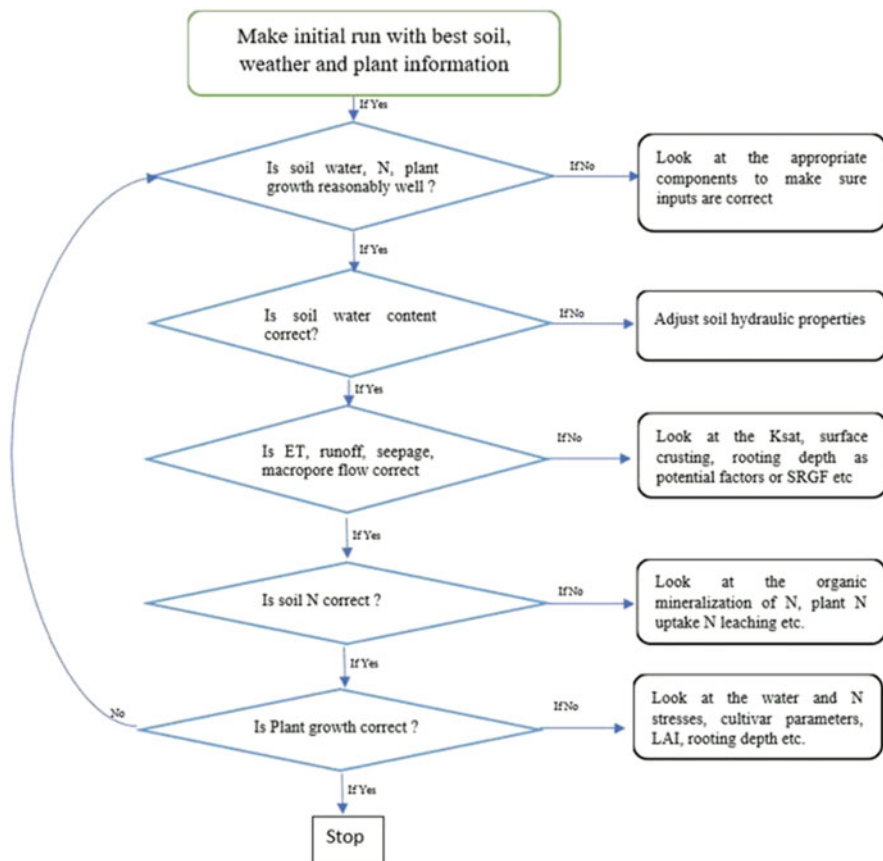 Make initial run with best soil,
weather and plant information
If Yes
Is soil water, N, plant
growth reasonably well ?
If No
Look at the appropriate
components to make sure
inputs are correct
If Yes
Is soil water content
correct?
If No
Adjust soil hydraulic properties
If Yes
Is ET, runoff, seepage,
macropore flow correct
If No
Look at the Ksat, surface
crusting, rooting depth as
potential factors or SRGF etc
If Yes
Is soil N correct ?
If No
Look at the organic
mineralization of N, plant N
uptake N leaching etc.
If Yes
No
Is Plant growth correct ?
If No
Look at the water and N
stresses, cultivar parameters,
LAI, rooting depth etc.
If Yes
Stop